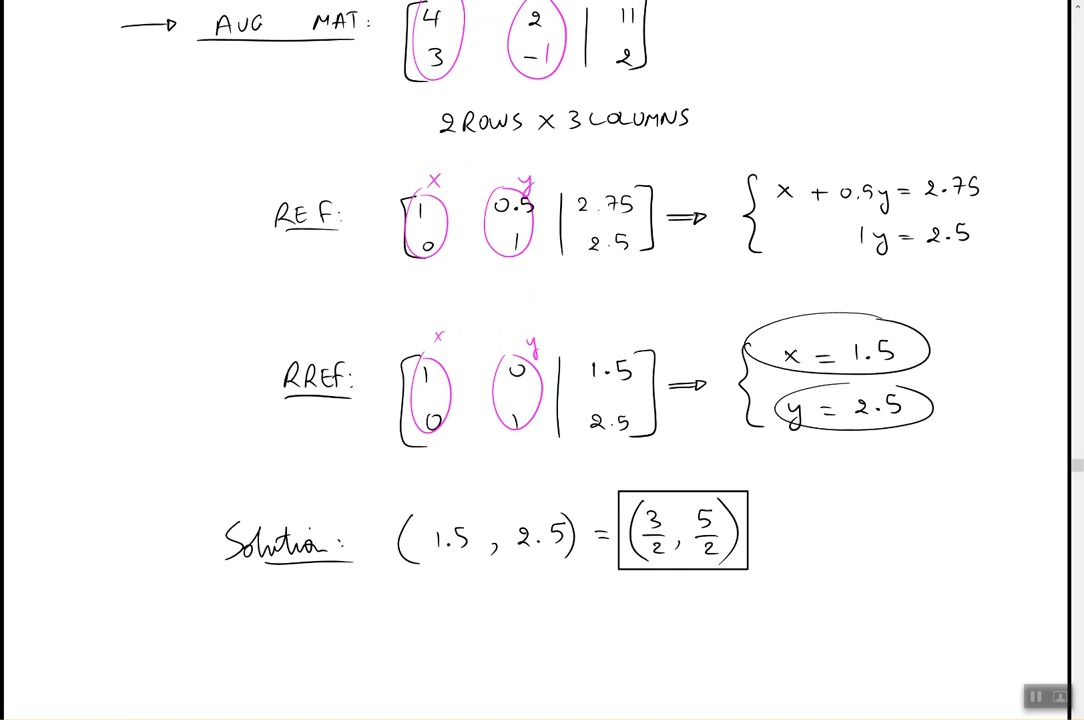 → AUG MAT: [4 2 | 11
3 -1 | 2]
2 ROWS × 3 COLUMNS
x y
REF: [1 0.5 | 2.75 ⇒ { x + 0.5y = 2.75
0 1 | 2.5] 1y = 2.5
x y
RREF: [1 0 | 1.5 ⇒ { x = 1.5
0 1 | 2.5] y = 2.5
Solution: (1.5, 2.5) = (3/2, 5/2)